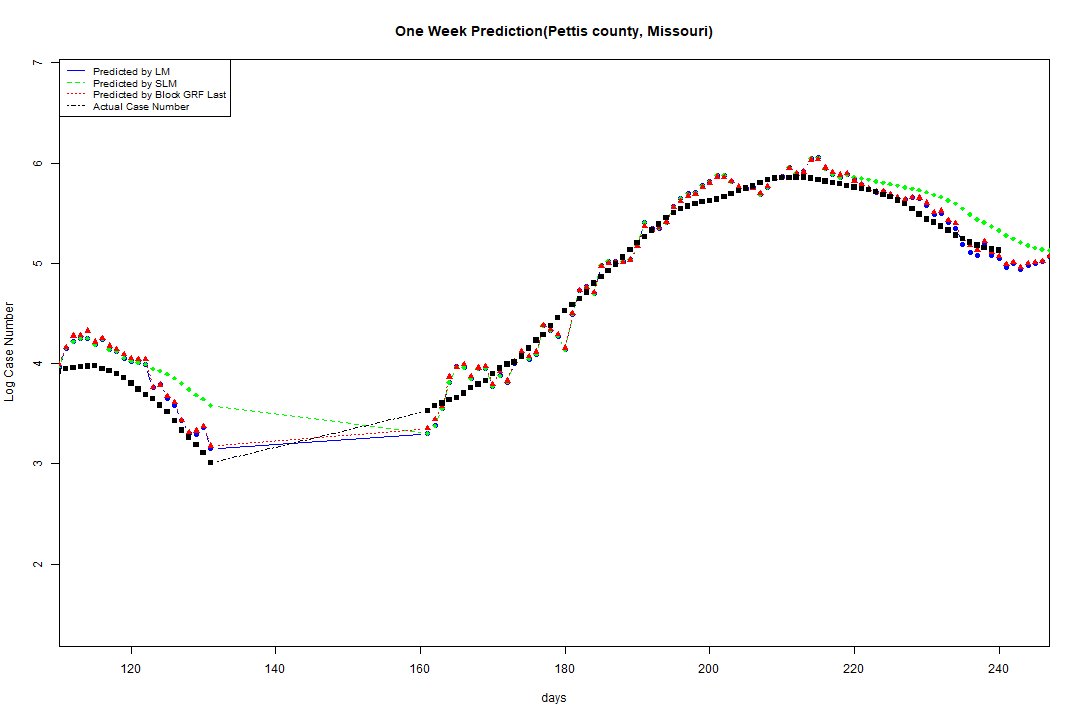 One Week Prediction(Pettis county, Missouri)
Predicted by LM
Predicted by SLM
Predicted by Block GRF Last
Actual Case Number
7
6
5
4
3
2
Log Case Number
120 140 160 180 200 220 240
days